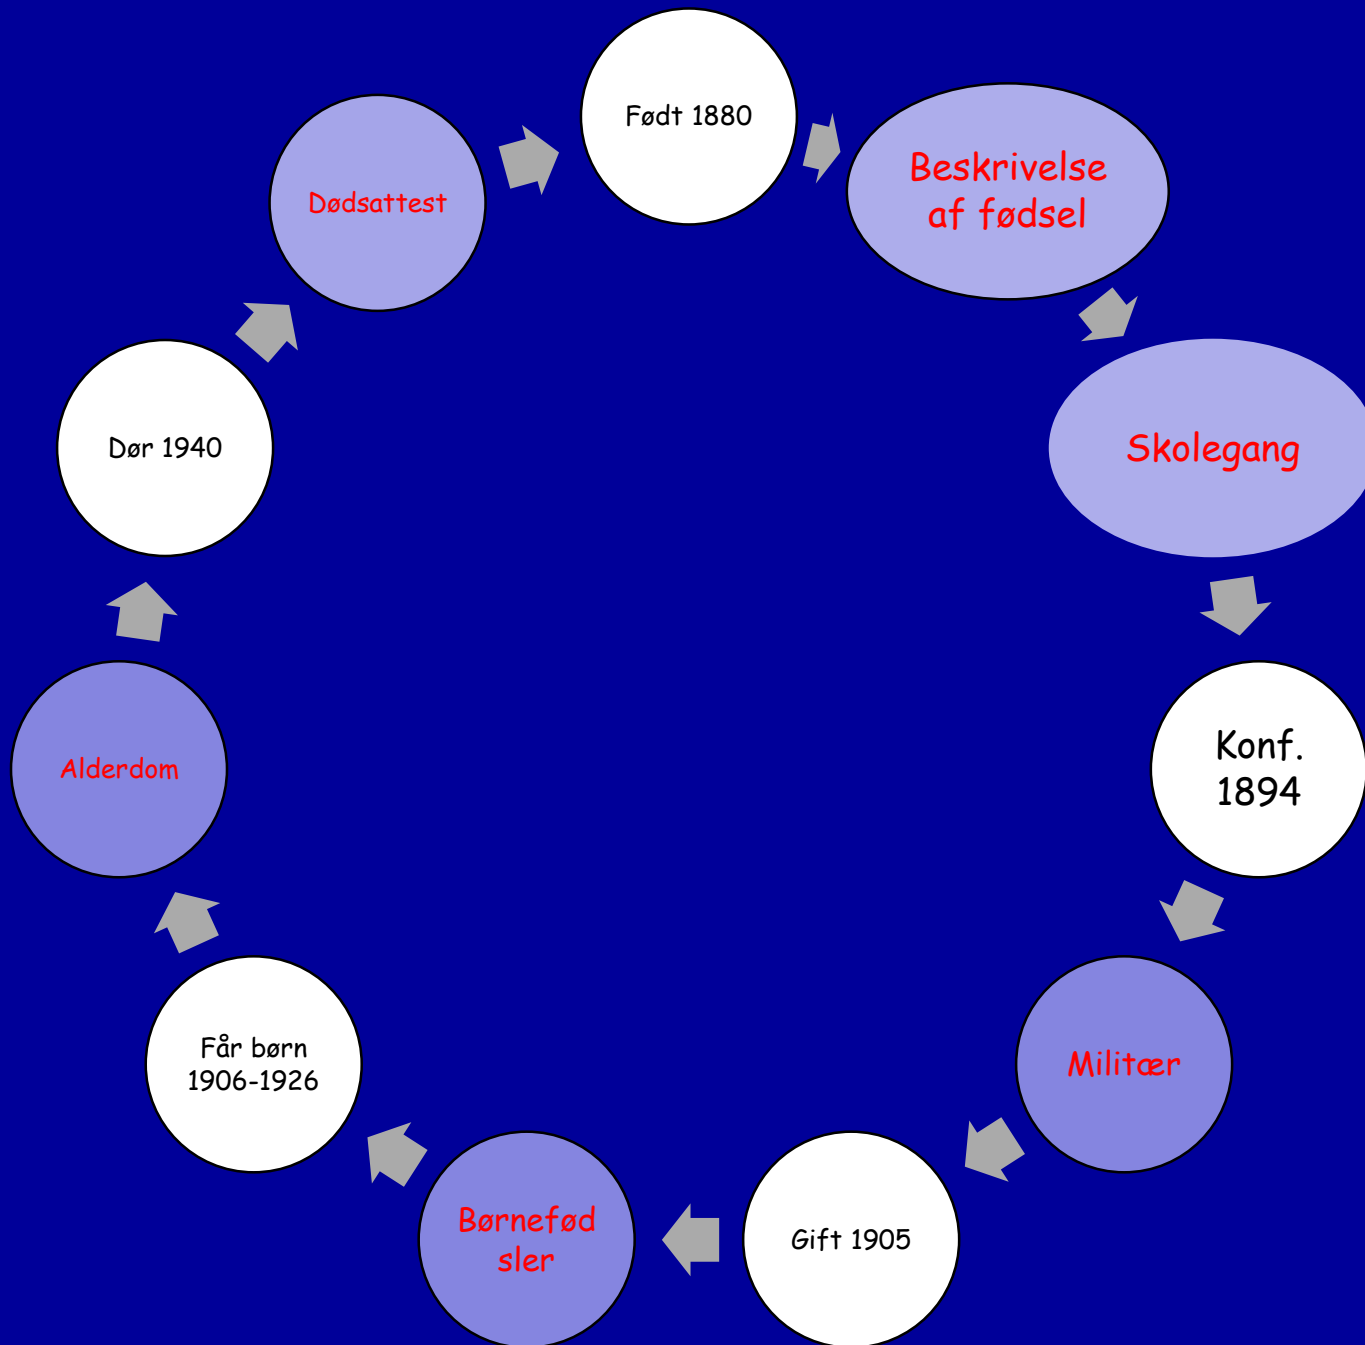 Født 1880
Beskrivelse
af fødsel
Skolegang
Konf.
1894
Militær
Gift 1905
Børnefød
sler
Får børn
1906-1926
Alderdom
Dør 1940
Dødsattest